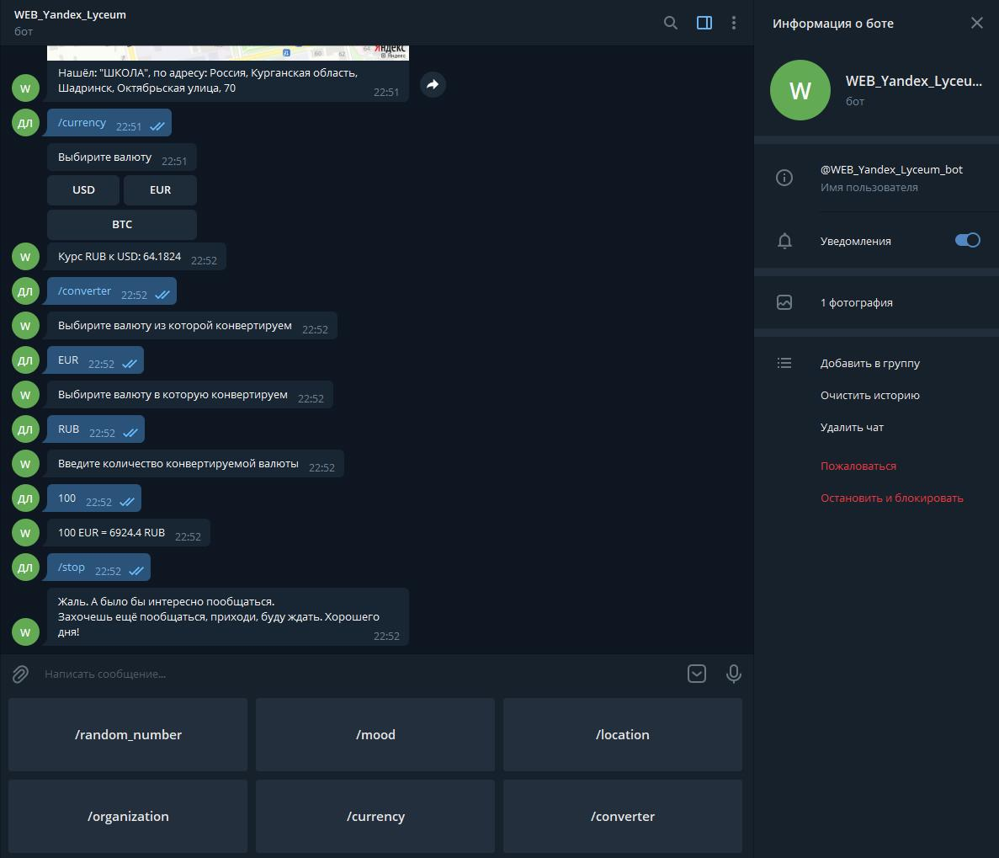 WEB_Yandex_Lyceum
бот
60
62
64
Яндекс
© Яндекс
Нашёл: "ШКОЛА", по адресу: Россия, Курганская область,
Шадринск, Октябрьская улица, 70
22:51
W
ДЛ
/currency 22:51
Выбирите валюту 22:51
USD EUR
BTC
W
Курс RUB к USD: 64.1824 22:52
ДЛ
/converter 22:52
W
Выбирите валюту из которой конвертируем 22:52
ДЛ
EUR 22:52
W
Выбирите валюту в которую конвертируем 22:52
ДЛ
RUB 22:52
W
Введите количество конвертируемой валюты 22:52
ДЛ
100 22:52
W
100 EUR = 6924.4 RUB 22:52
ДЛ
/stop 22:52
Жаль. А было бы интересно пообщаться.
Захочешь ещё пообщаться, приходи, буду ждать. Хорошего
дня!
22:52
W
Написать сообщение...
/random_number /mood /location
/organization /currency /converter
Информация о боте
W
WEB_Yandex_Lyceu...
бот
@WEB_Yandex_Lyceum_bot
Имя пользователя
Уведомления
1 фотография
Добавить в группу
Очистить историю
Удалить чат
Пожаловаться
Остановить и блокировать